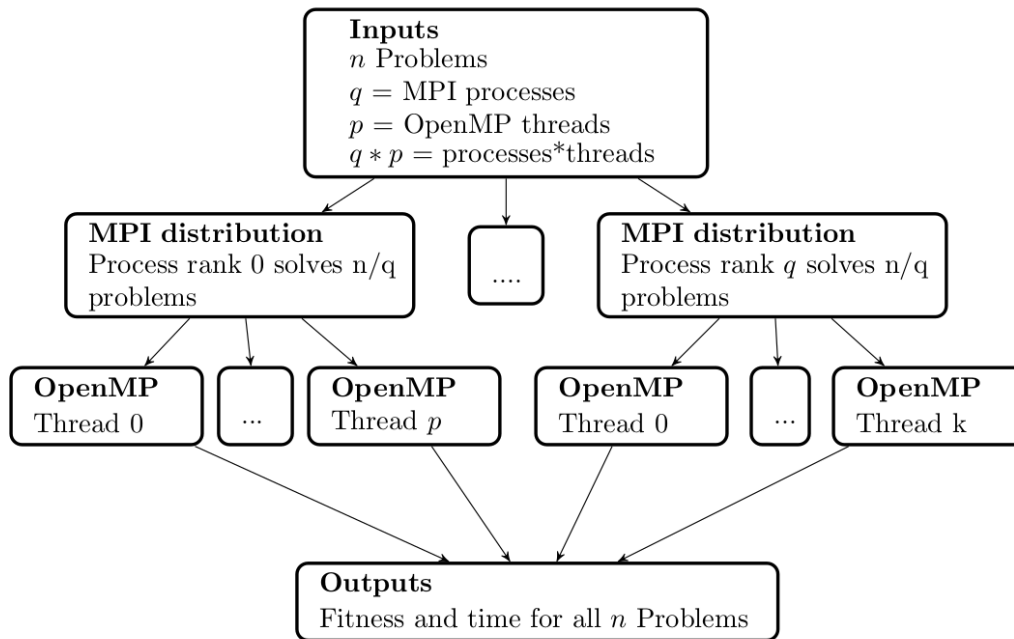 Inputs
n Problems
q = MPI processes
p = OpenMP threads
q * p = processes*threads
MPI distribution
Process rank 0 solves n/q
problems
....
MPI distribution
Process rank q solves n/q
problems
OpenMP
Thread 0
...
OpenMP
Thread p
OpenMP
Thread 0
...
OpenMP
Thread k
Outputs
Fitness and time for all n Problems